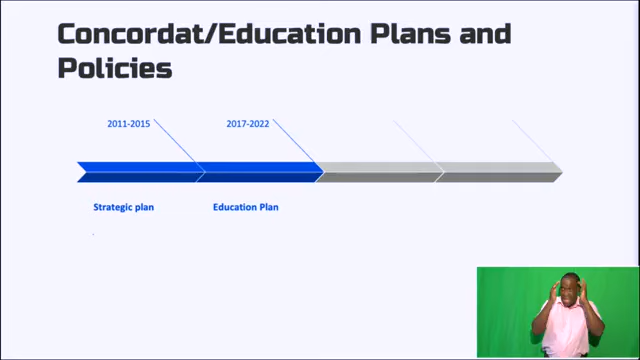 Concordat/Education Plans and
Policies
2011-2015
2017-2022
Strategic plan
Education Plan